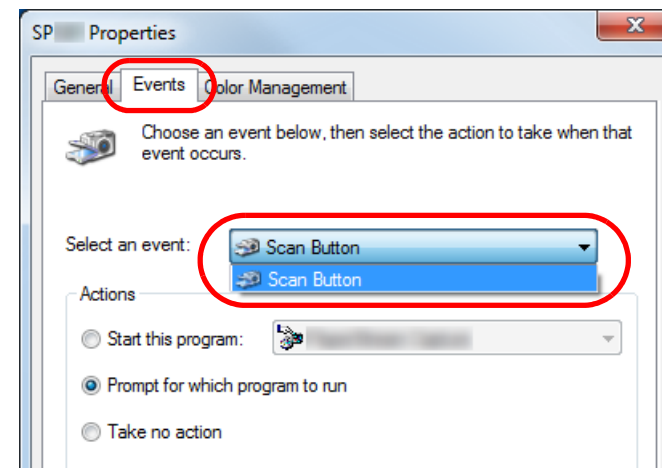 SP Properties
General Events Color Management
Choose an event below, then select the action to take when that
event occurs.
Select an event: Scan Button
Scan Button
Actions
Start this program:
Prompt for which program to run
Take no action